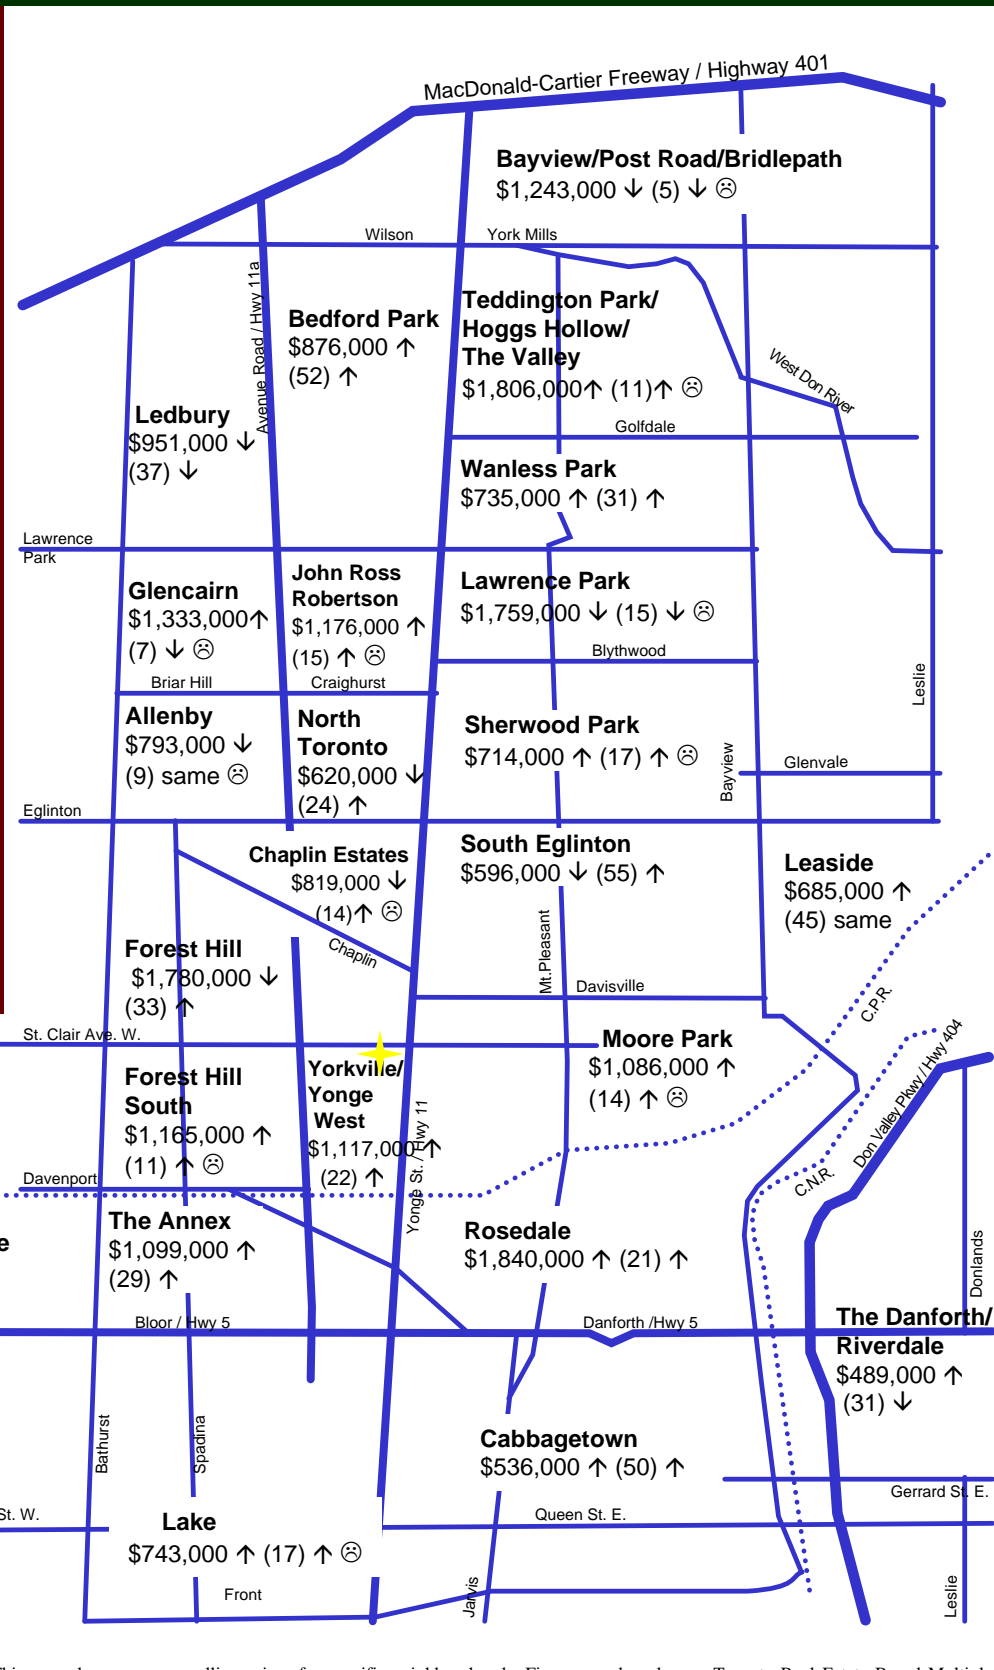 MacDonald-Cartier Freeway / Highway 401
Bayview/Post Road/Bridlepath
$1,243,000 ↓ (5) ↓ ☹
Wilson
York Mills
Avenue Road / Hwy 11a
Bedford Park
$876,000 ↑
(52) ↑
Teddington Park/
Hoggs Hollow/
The Valley
$1,806,000↑ (11)↑ ☹
West Don River
Ledbury
$951,000 ↓
(37) ↓
Golfdale
Wanless Park
$735,000 ↑ (31) ↑
Lawrence
Park
Glencairn
$1,333,000↑
(7) ↓ ☹
John Ross
Robertson
$1,176,000 ↑
(15) ↑ ☹
Lawrence Park
$1,759,000 ↓ (15) ↓ ☹
Blythwood
Leslie
Briar Hill
Craighurst
Allenby
$793,000 ↓
(9) same ☹
North
Toronto
$620,000 ↓
(24) ↑
Sherwood Park
$714,000 ↑ (17) ↑ ☹
Bayview
Glenvale
Eglinton
Chaplin Estates
$819,000 ↓
(14)↑ ☹
Chaplin
South Eglinton
$596,000 ↓ (55) ↑
Leaside
$685,000 ↑
(45) same
Mt.Pleasant
Forest Hill
$1,780,000 ↓
(33) ↑
Davisville
C.P.R.
St. Clair Ave. W.
Moore Park
$1,086,000 ↑
(14) ↑ ☹
Don Valley Pkwy / Hwy 404
Forest Hill
South
$1,165,000 ↑
(11) ↑ ☹
Yorkville/
Yonge
West
$1,117,000 ↑
(22) ↑
Yonge St. / Hwy 11
C.N.R.
Davenport
The Annex
$1,099,000 ↑
(29) ↑
Rosedale
$1,840,000 ↑ (21) ↑
e
Donlands
Bloor / Hwy 5
Danforth /Hwy 5
The Danforth/
Riverdale
$489,000 ↑
(31) ↓
Bathurst
Spadina
Cabbagetown
$536,000 ↑ (50) ↑
Gerrard St. E.
St. W.
Queen St. E.
Lake
$743,000 ↑ (17) ↑ ☹
Front
Jarvis
Leslie